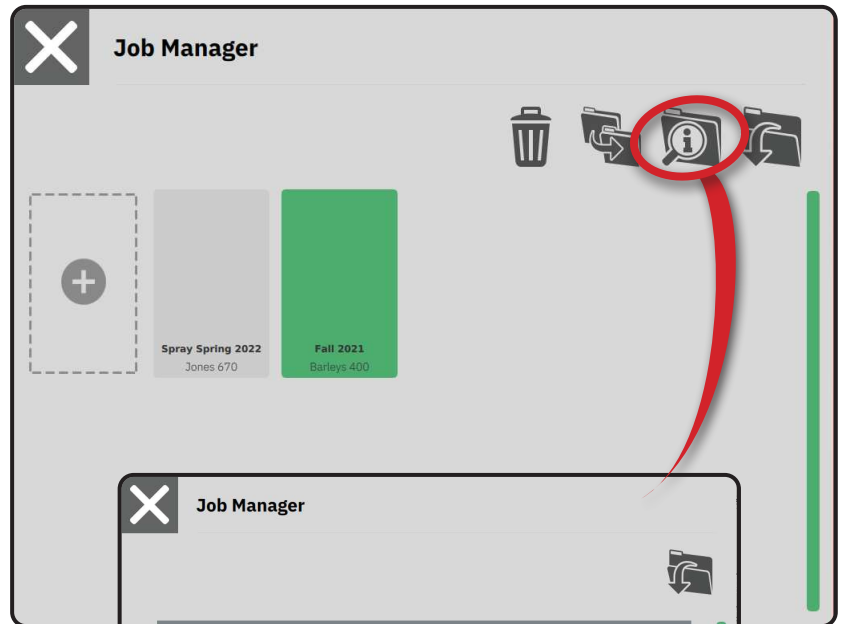 Job Manager
Spray Spring 2022
Jones 670
Fall 2021
Barleys 400
Job Manager